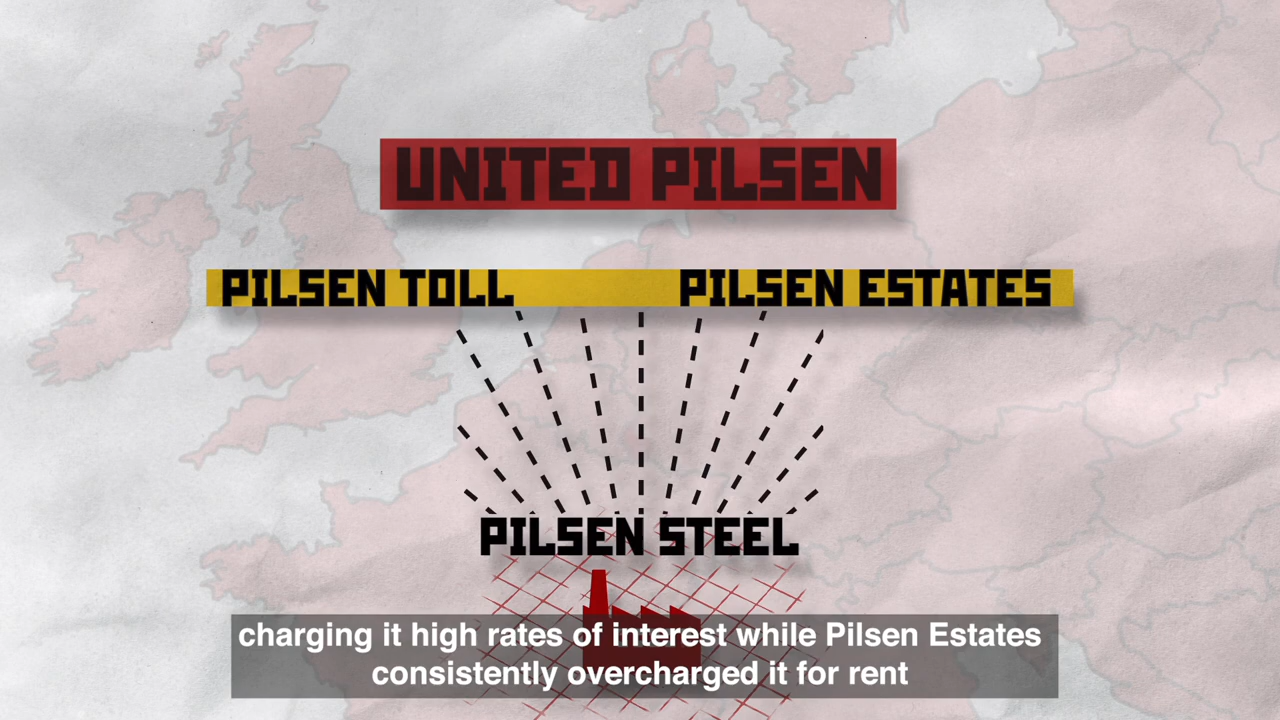 UNITED PILSEN
PILSEN TOLL PILSEN ESTATES
PILSEN STEEL
charging it high rates of interest while Pilsen Estates
consistently overcharged it for rent